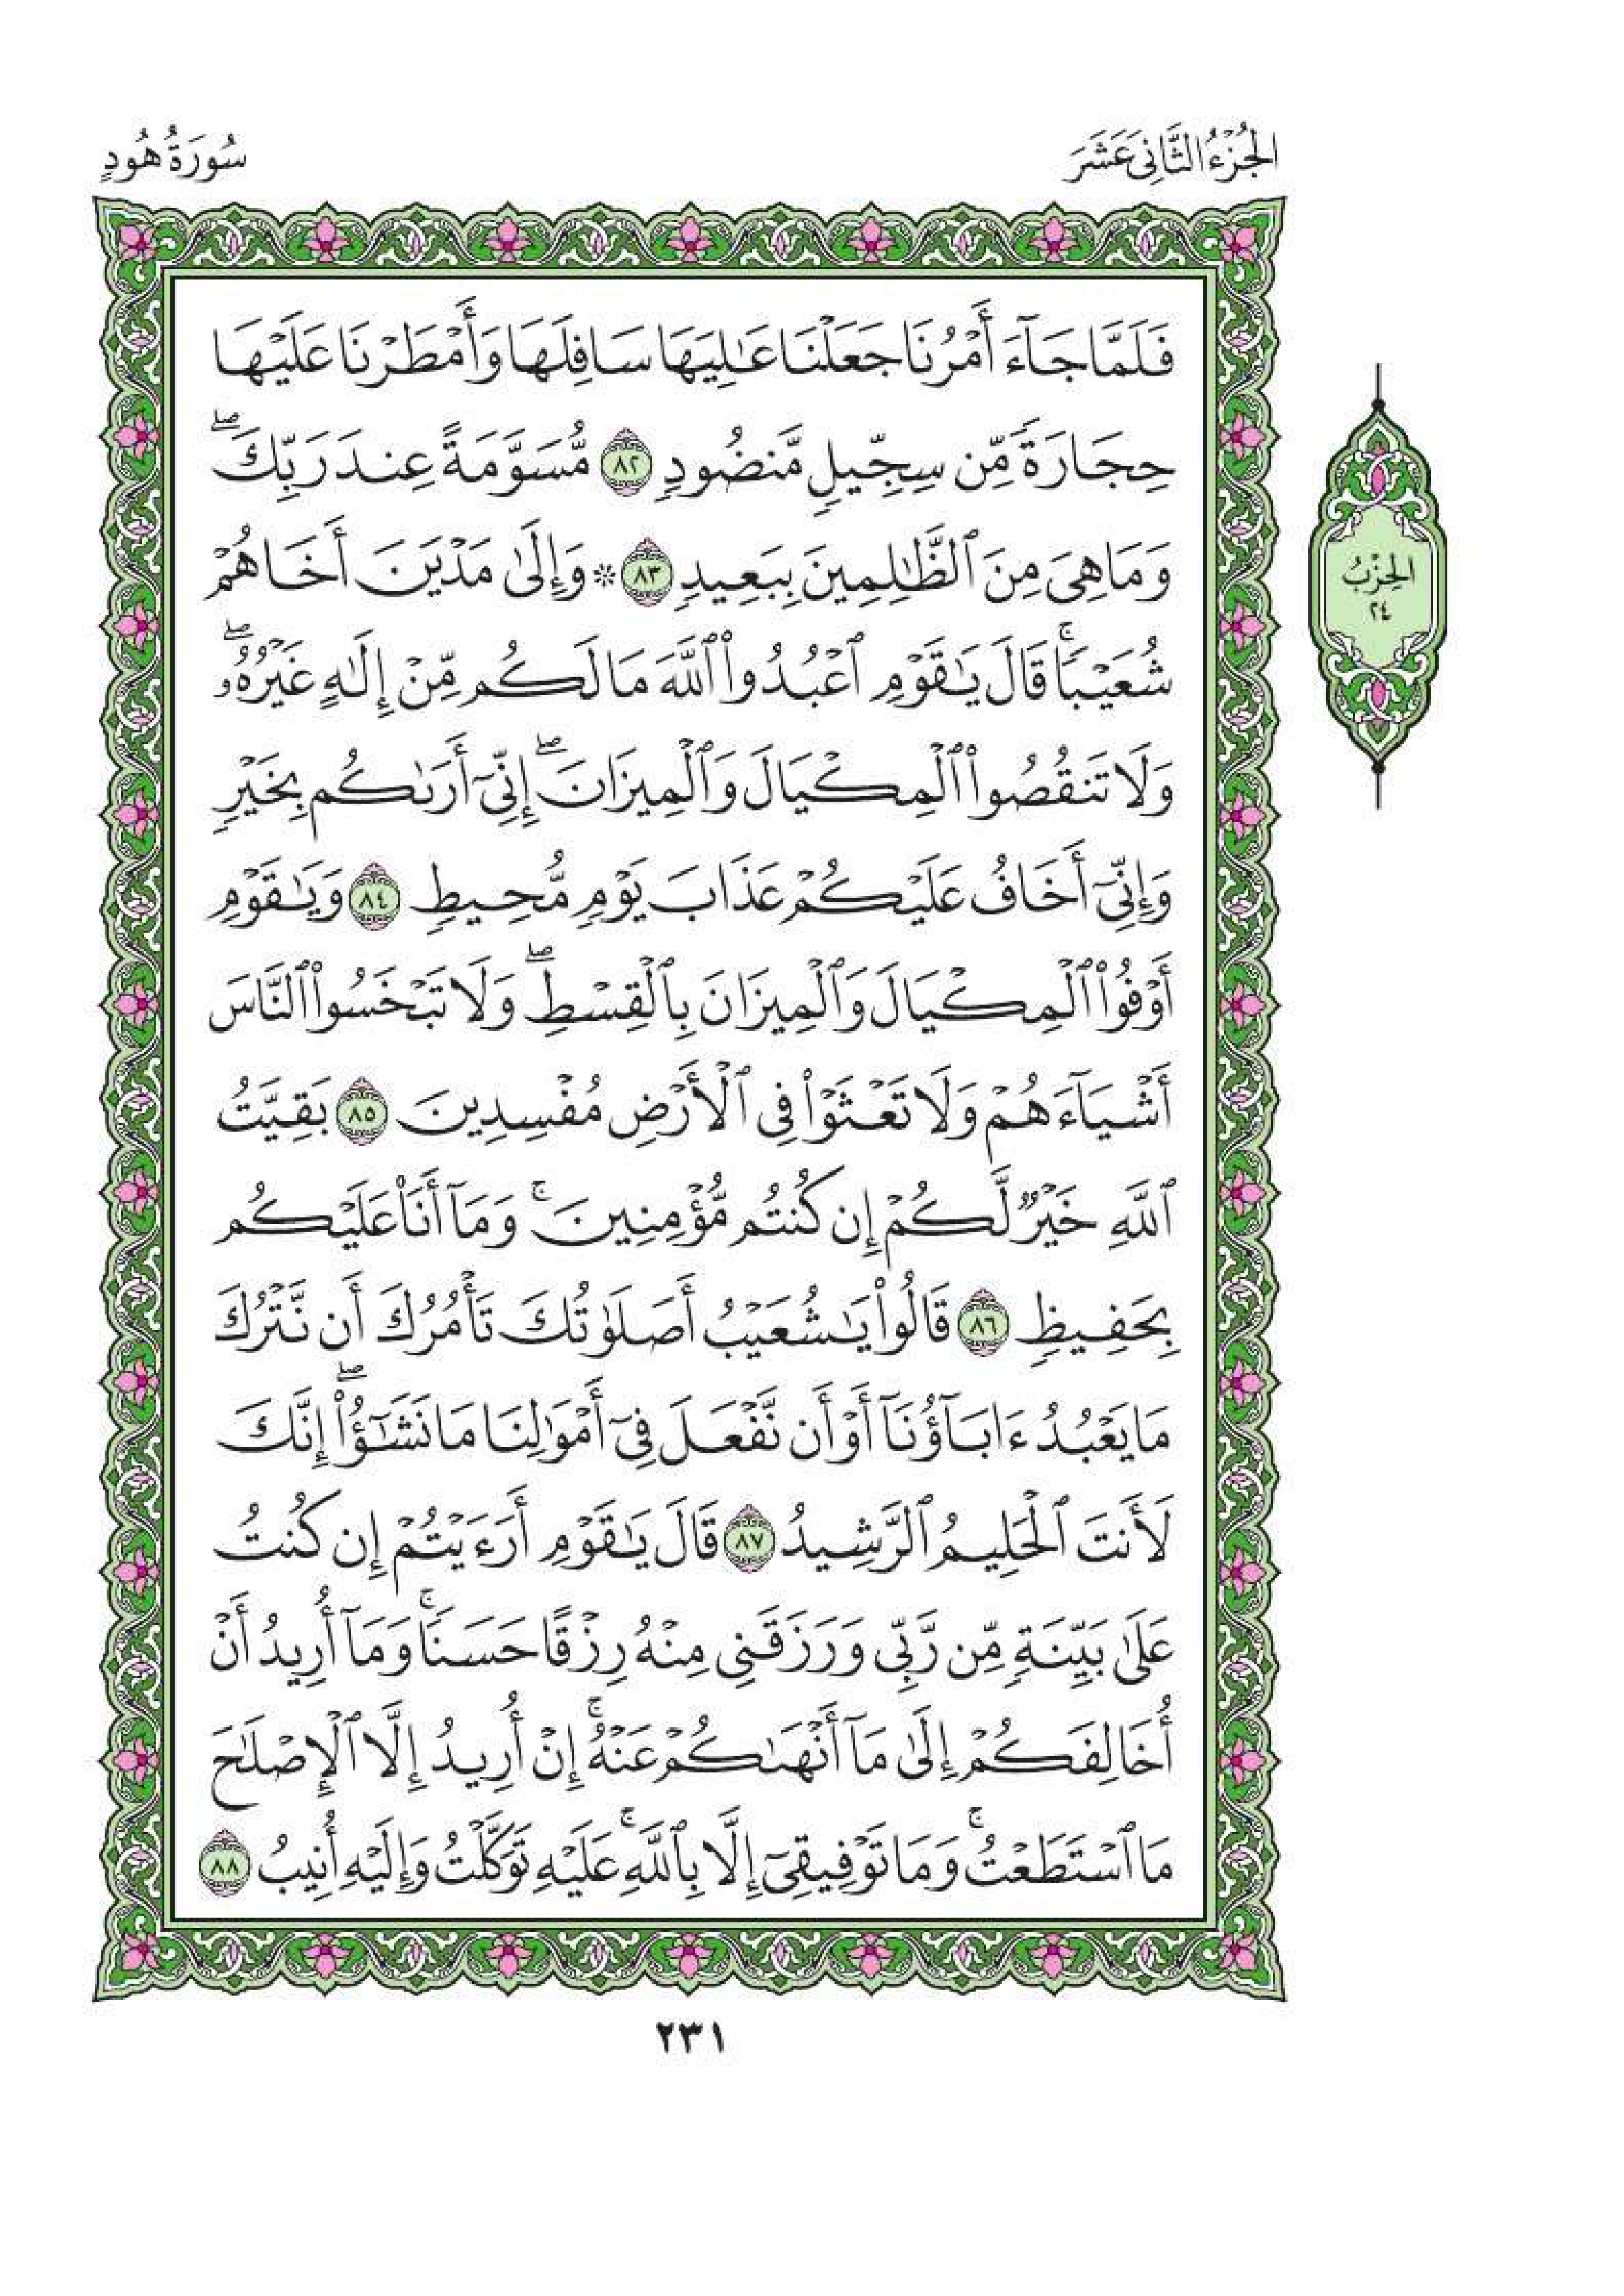 الجُزْءُ الثَّانِي عَشَرَ
سُورَةُ هُودٍ
فَلَمَّا جَآءَ أَمْرُنَا جَعَلْنَا عَٰلِيَهَا سَافِلَهَا وَأَمْطَرْنَا عَلَيْهَا
حِجَارَةً مِّن سِجِّيلٍ مَّنضُودٍ ٨٢ مُّسَوَّمَةً عِندَ رَبِّكَۖ
وَمَا هِيَ مِنَ ٱلظَّٰلِمِينَ بِبَعِيدٍ ٨٣ ۞ وَإِلَىٰ مَدْيَنَ أَخَاهُمْ
شُعَيْبًاۚ قَالَ يَٰقَوْمِ ٱعْبُدُوا۟ ٱللَّهَ مَا لَكُم مِّنْ إِلَٰهٍ غَيْرُهُۥۖ
وَلَا تَنقُصُوا۟ ٱلْمِكْيَالَ وَٱلْمِيزَانَۖ إِنِّىٓ أَرَىٰكُم بِخَيْرٍ
وَإِنِّىٓ أَخَافُ عَلَيْكُمْ عَذَابَ يَوْمٍ مُّحِيطٍ ٨٤ وَيَٰقَوْمِ
أَوْفُوا۟ ٱلْمِكْيَالَ وَٱلْمِيزَانَ بِٱلْقِسْطِۖ وَلَا تَبْخَسُوا۟ ٱلنَّاسَ
أَشْيَآءَهُمْ وَلَا تَعْثَوْا۟ فِى ٱلْأَرْضِ مُفْسِدِينَ ٨٥ بَقِيَّتُ
ٱللَّهِ خَيْرٌ لَّكُمْ إِن كُنتُم مُّؤْمِنِينَۚ وَمَآ أَنَا۠ عَلَيْكُم
بِحَفِيظٍ ٨٦ قَالُوا۟ يَٰشُعَيْبُ أَصَلَوٰتُكَ تَأْمُرُكَ أَن نَّتْرُكَ
مَا يَعْبُدُ ءَابَآؤُنَآ أَوْ أَن نَّفْعَلَ فِىٓ أَمْوَٰلِنَا مَا نَشَٰٓؤُا۟ۖ إِنَّكَ
لَأَنتَ ٱلْحَلِيمُ ٱلرَّشِيدُ ٨٧ قَالَ يَٰقَوْمِ أَرَءَيْتُمْ إِن كُنتُ
عَلَىٰ بَيِّنَةٍ مِّن رَّبِّى وَرَزَقَنِى مِنْهُ رِزْقًا حَسَنًاۚ وَمَآ أُرِيدُ أَنْ
أُخَالِفَكُمْ إِلَىٰ مَآ أَنْهَىٰكُمْ عَنْهُۚ إِنْ أُرِيدُ إِلَّا ٱلْإِصْلَٰحَ
مَا ٱسْتَطَعْتُۚ وَمَا تَوْفِيقِىٓ إِلَّا بِٱللَّهِۚ عَلَيْهِ تَوَكَّلْتُ وَإِلَيْهِ أُنِيبُ ٨٨
الحِزْبُ
٢٤
٢٣١